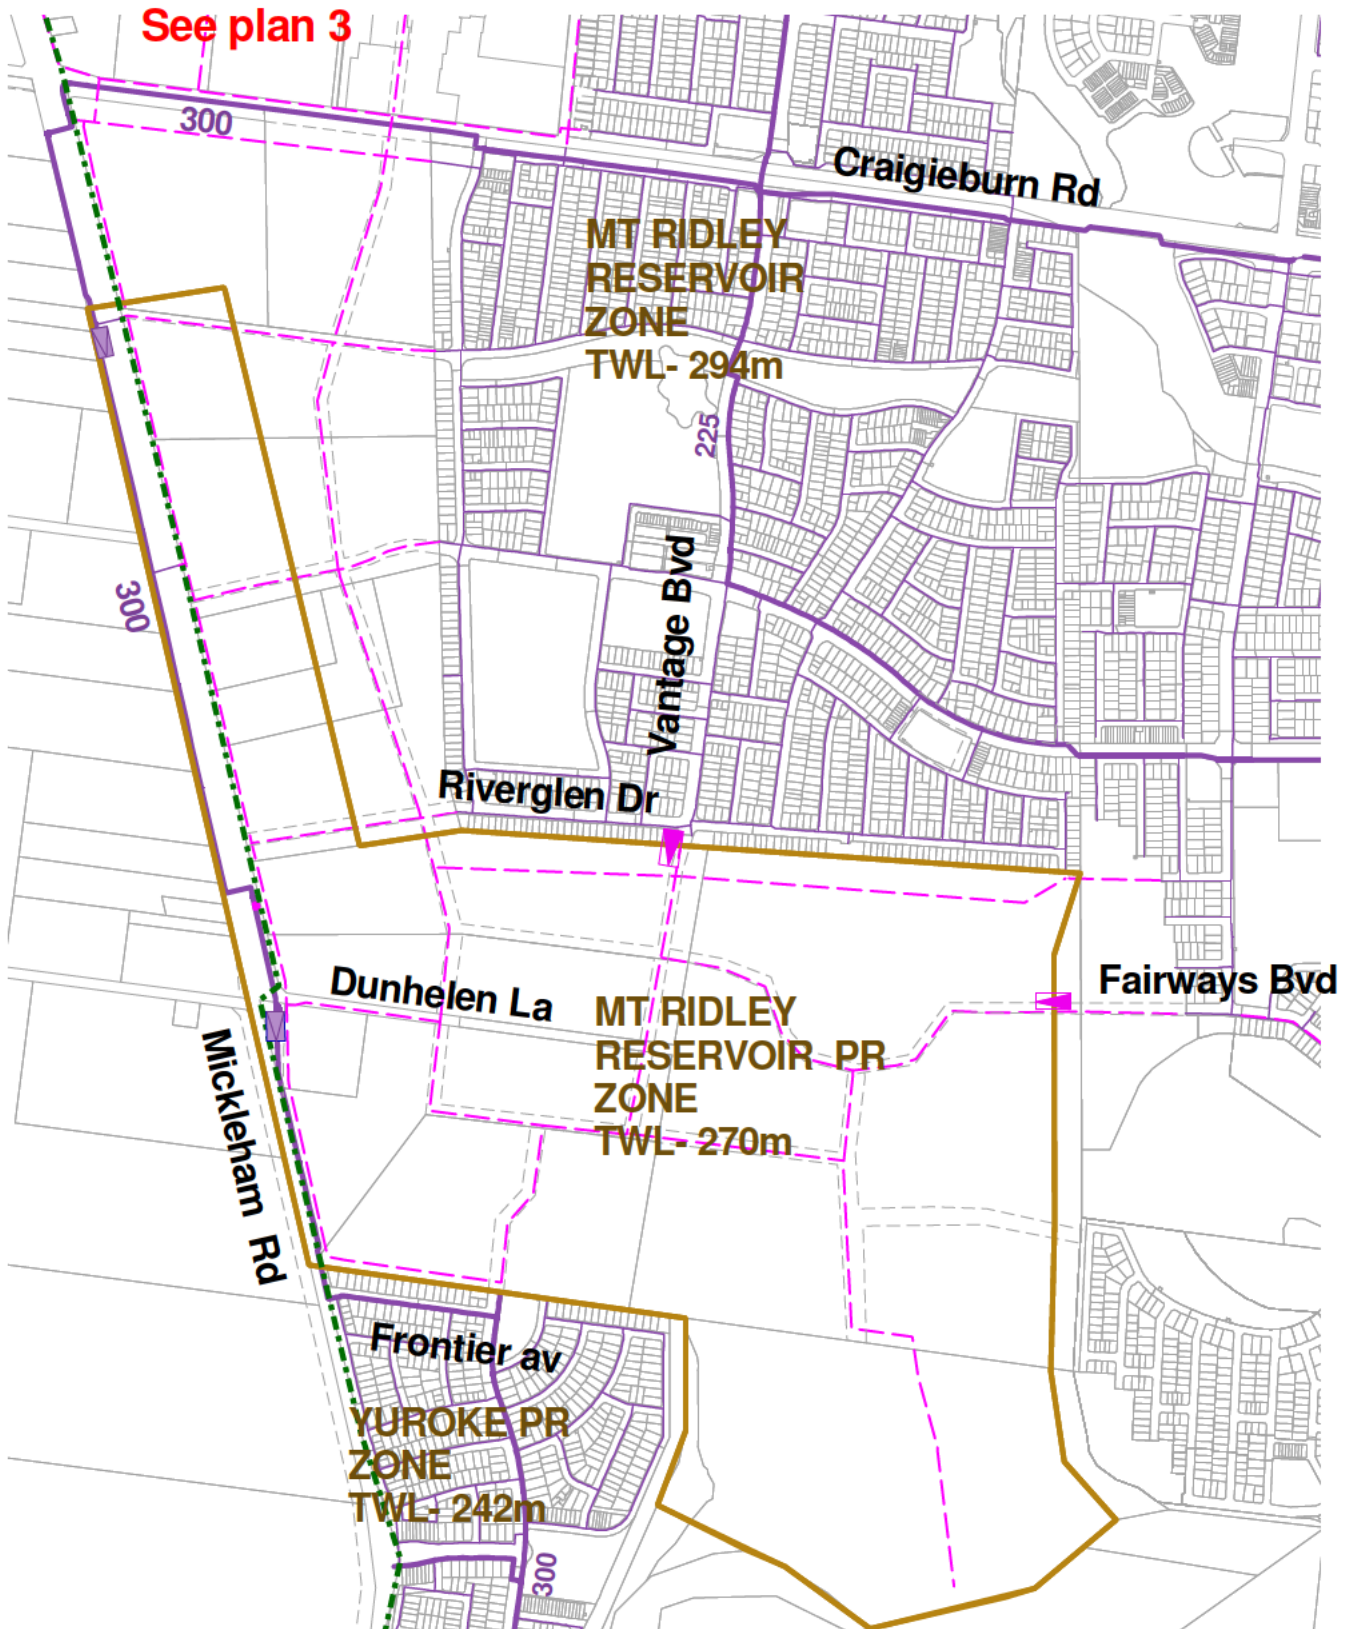 See plan 3
300
Craigieburn Rd
MT RIDLEY
RESERVOIR
ZONE
TWL- 294m
225
300
Vantage Bvd
Riverglen Dr
Fairways Bvd
Dunhelen La
MT RIDLEY
RESERVOIR PR
ZONE
TWL- 270m
Mickleham Rd
Frontier av
YUROKE PR
ZONE
TWL- 242m
300